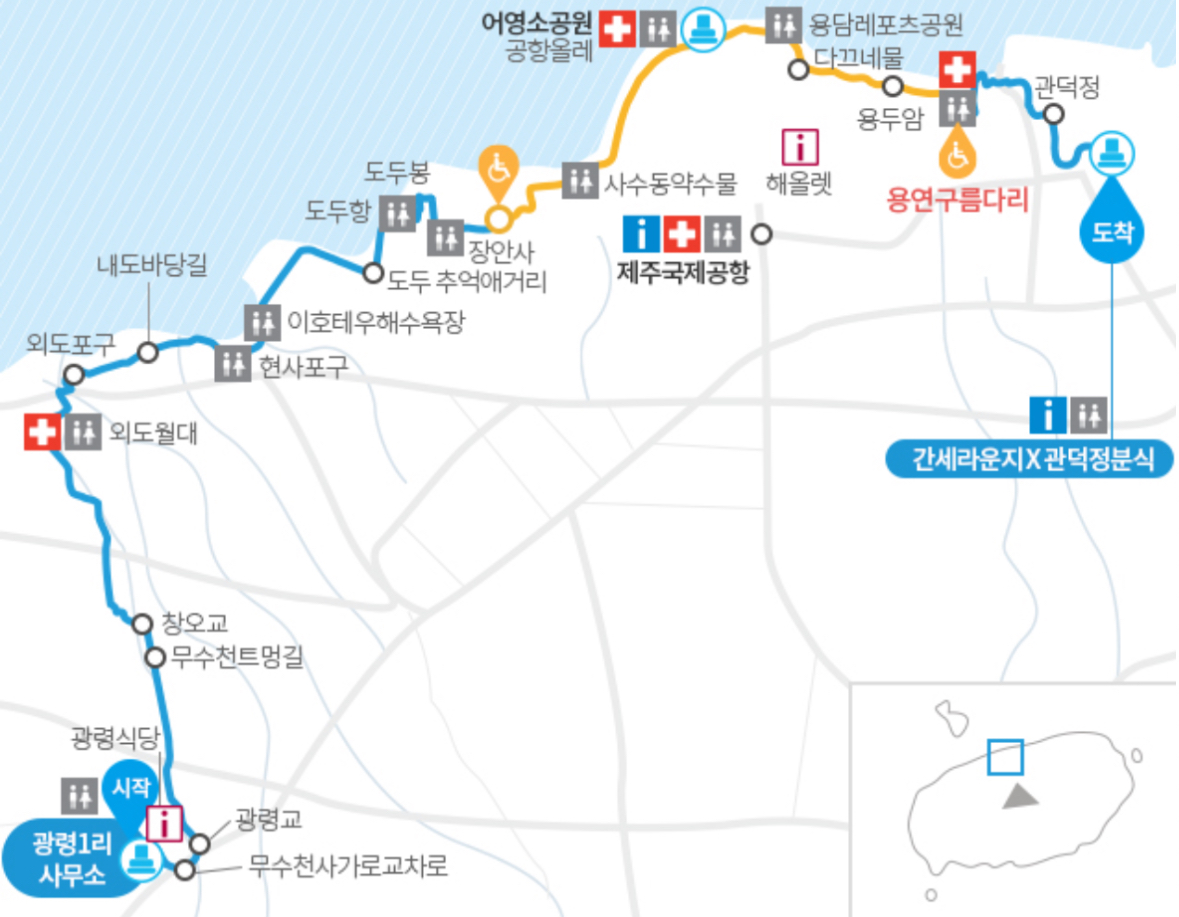 어영소공원
공항올레
용담레포츠공원
다끄네물
관덕정
용두암
도두봉
사수동약수물
해올렛
용연구름다리
도두항
도착
장안사
제주국제공항
내도바당길
도두 추억애거리
이호테우해수욕장
외도포구
현사포구
외도월대
간세라운지X관덕정분식
창오교
무수천트멍길
광령식당
시작
광령교
광령1리
사무소
무수천사가로교차로